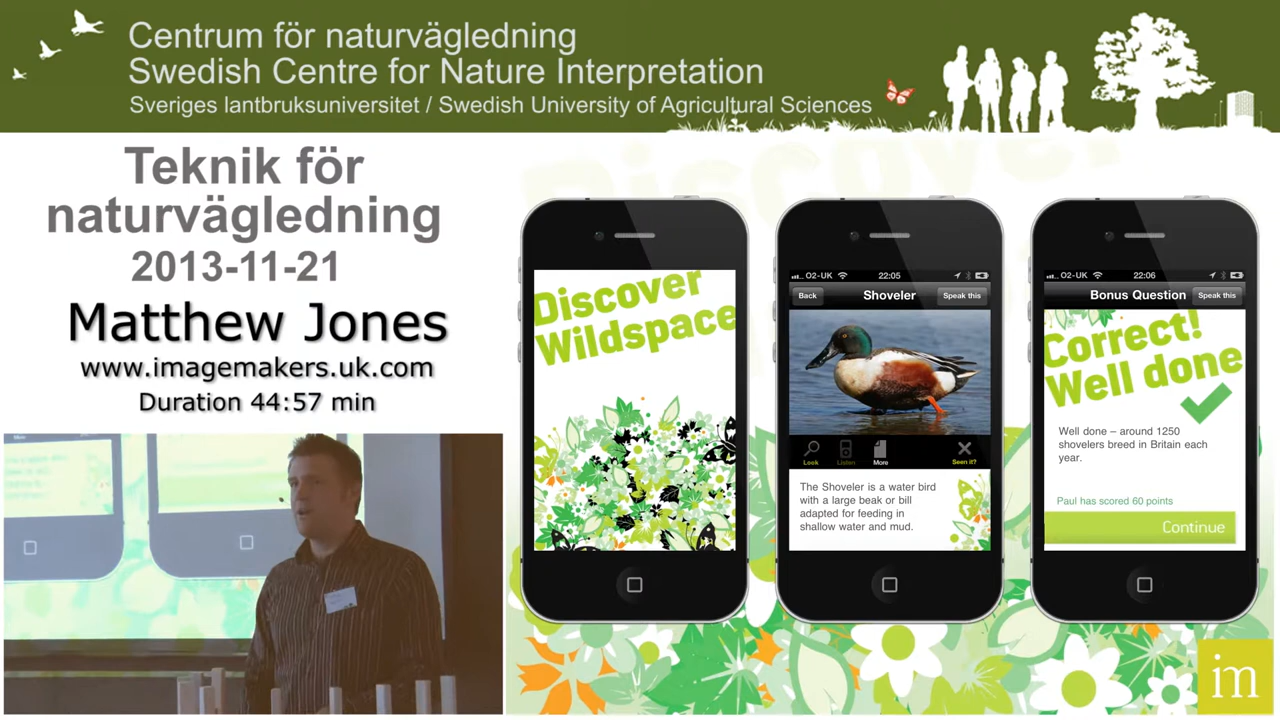 Centrum för naturvägledning
Swedish Centre for Nature Interpretation
Sveriges lantbruksuniversitet / Swedish University of Agricultural Sciences
Teknik för
naturvägledning
2013-11-21
Matthew Jones
www.imagemakers.uk.com
Duration 44:57 min
Discover
Discover
Wildspace
O2-UK 22:05
Back Shoveler Speak this
Look Listen More Seen it?
The Shoveler is a water bird
with a large beak or bill
adapted for feeding in
shallow water and mud.
O2-UK 22:06
Bonus Question Speak this
Correct!
Well done
Well done – around 1250
shovelers breed in Britain each
year.
Paul has scored 60 points
Continue
im